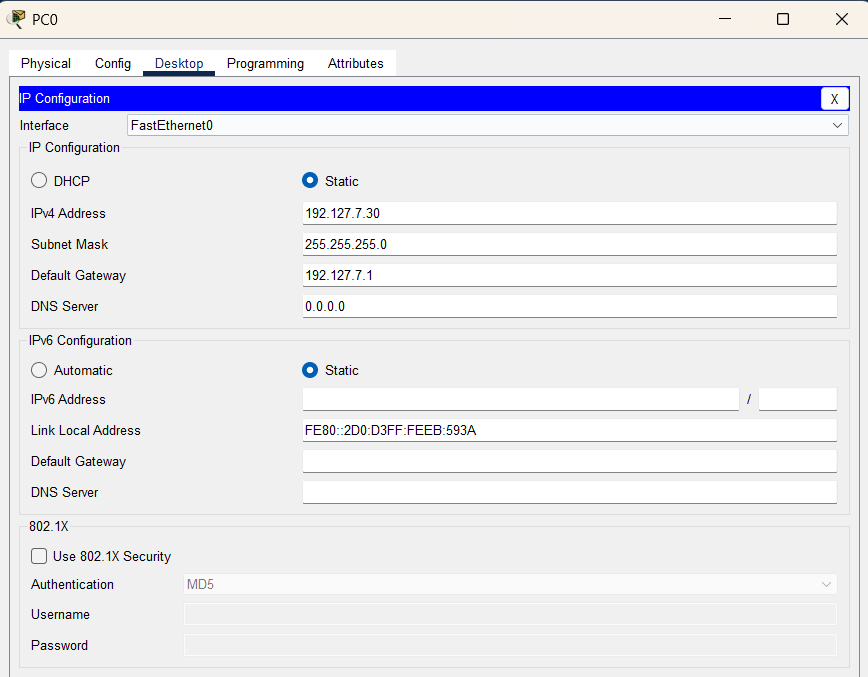 PC0
Physical Config Desktop Programming Attributes
IP Configuration X
Interface FastEthernet0
IP Configuration
DHCP Static
IPv4 Address 192.127.7.30
Subnet Mask 255.255.255.0
Default Gateway 192.127.7.1
DNS Server 0.0.0.0
IPv6 Configuration
Automatic Static
IPv6 Address /
Link Local Address FE80::2D0:D3FF:FEEB:593A
Default Gateway
DNS Server
802.1X
Use 802.1X Security
Authentication MD5
Username
Password